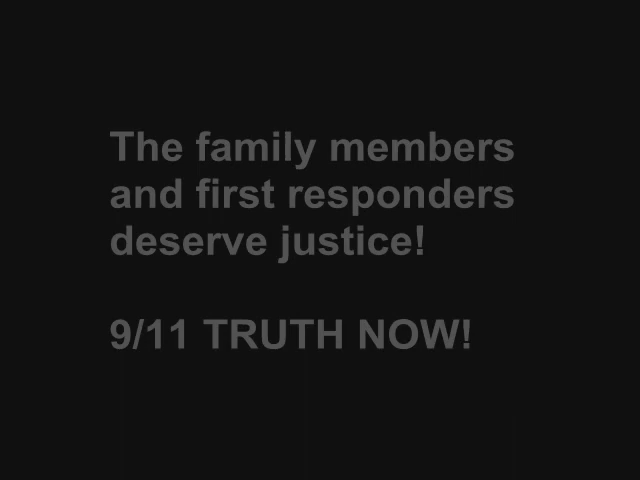 The family members
and first responders
deserve justice!
9/11 TRUTH NOW!